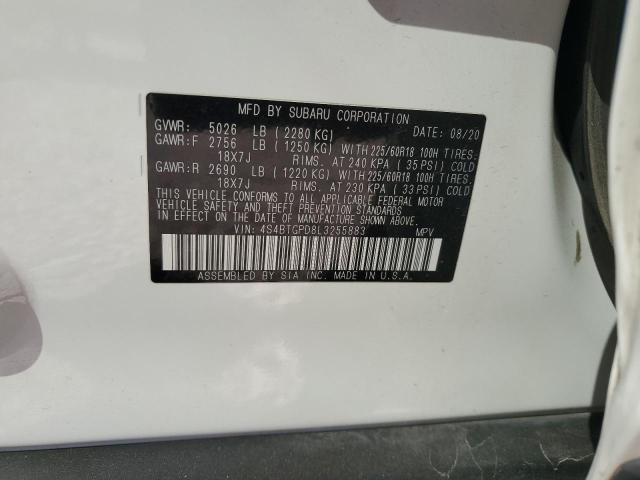 MFD BY SUBARU CORPORATION
GVWR: 5026 LB (2280 KG) DATE: 08/20
GAWR:F 2756 LB (1250 KG) WITH 225/60R18 100H TIRES.
18X7J RIMS. AT 240 KPA (35 PSI) COLD
GAWR:R 2690 LB (1220 KG) WITH 225/60R18 100H TIRES.
18X7J RIMS. AT 230 KPA (33 PSI) COLD
THIS VEHICLE CONFORMS TO ALL APPLICABLE FEDERAL MOTOR
VEHICLE SAFETY, BUMPER, AND THEFT PREVENTION
STANDARDS IN EFFECT ON THE DATE OF MANUFACTURE SHOWN ABOVE.
VIN: 4S4BTGPD8L3255883 MPV
ASSEMBLED BY SIA INC. MADE IN U.S.A.